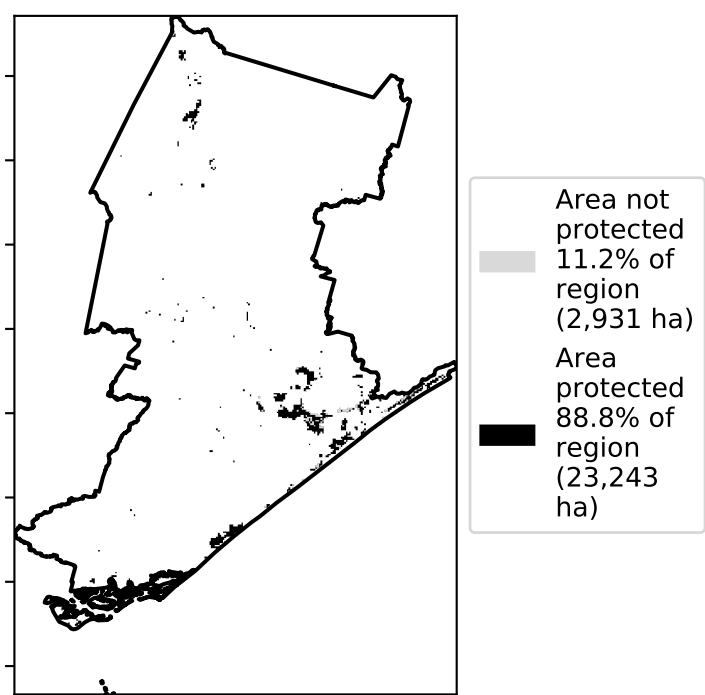 Area not
protected
11.2% of
region
(2,931 ha)
Area
protected
88.8% of
region
(23,243
ha)